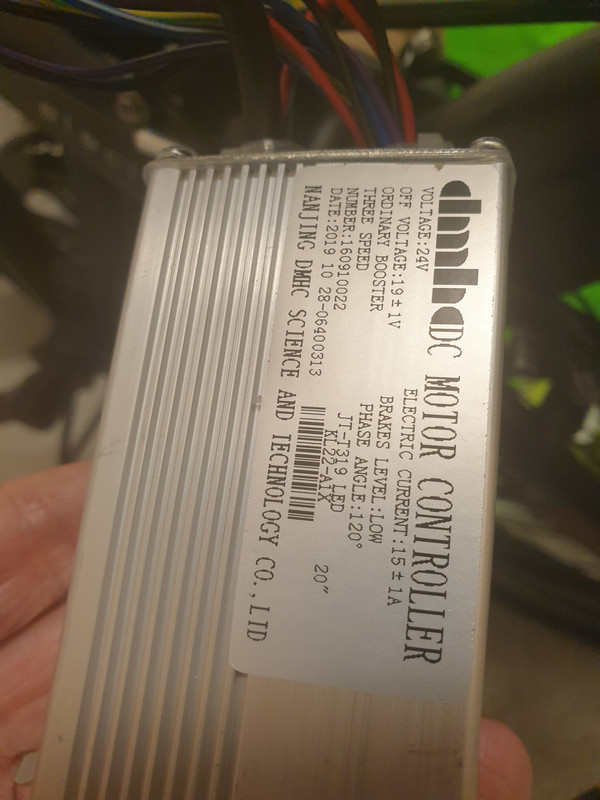 dmhc DC MOTOR CONTROLLER
VOLTAGE:24V
ELECTRIC CURRENT:15±1A
OFF VOLTAGE:19±1V
BRAKES LEVEL:LOW
ORDINARY BOOSTER
PHASE ANGLE:120°
THREE SPEED
JT-T319 LED
NUMBER:160910022
KL22-A1X
DATE:2019 10 28-06400313
20"
NANJING DMHC SCIENCE AND TECHNOLOGY CO.,LTD